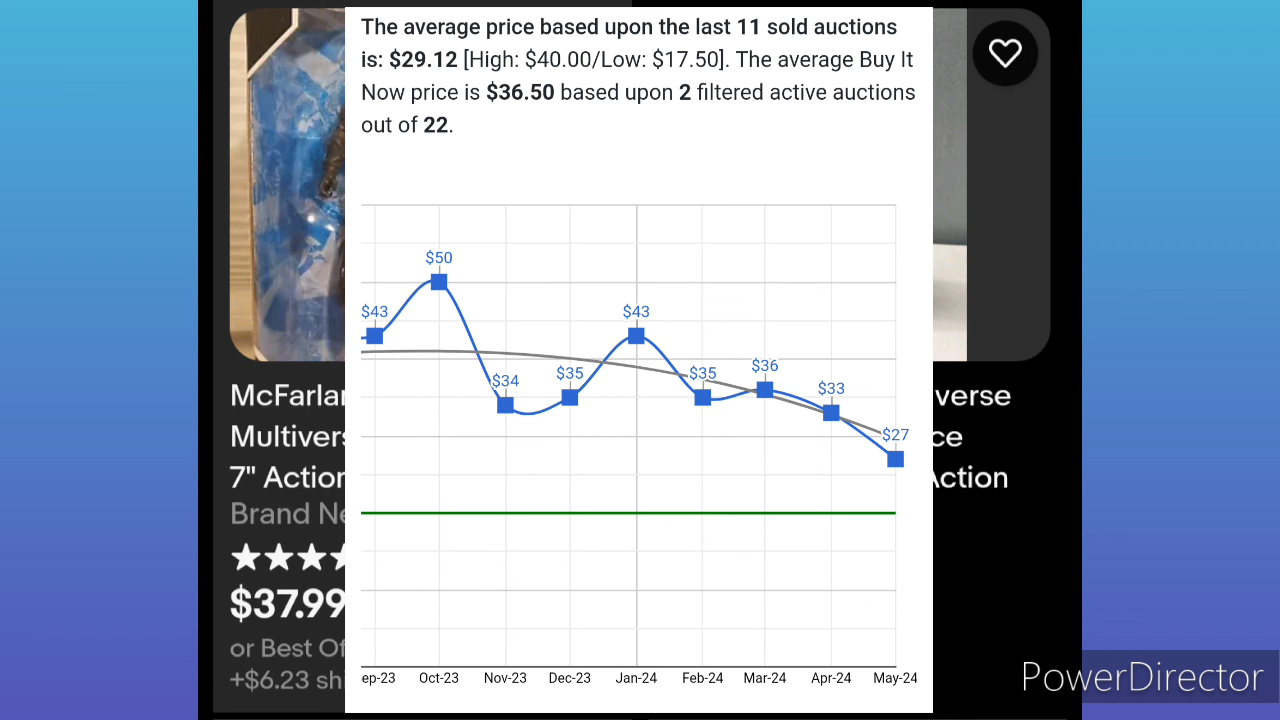 The average price based upon the last 11 sold auctions
is: $29.12 [High: $40.00/Low: $17.50]. The average Buy It
Now price is $36.50 based upon 2 filtered active auctions
out of 22.
$43
$50
$34
$35
$43
$35
$36
$33
$27
ep-23 Oct-23 Nov-23 Dec-23 Jan-24 Feb-24 Mar-24 Apr-24 May-24
McFarlan
Multivers
7" Action
Brand Ne
$37.99
or Best Of
+$6.23 shi
verse
ce
Action
PowerDirector